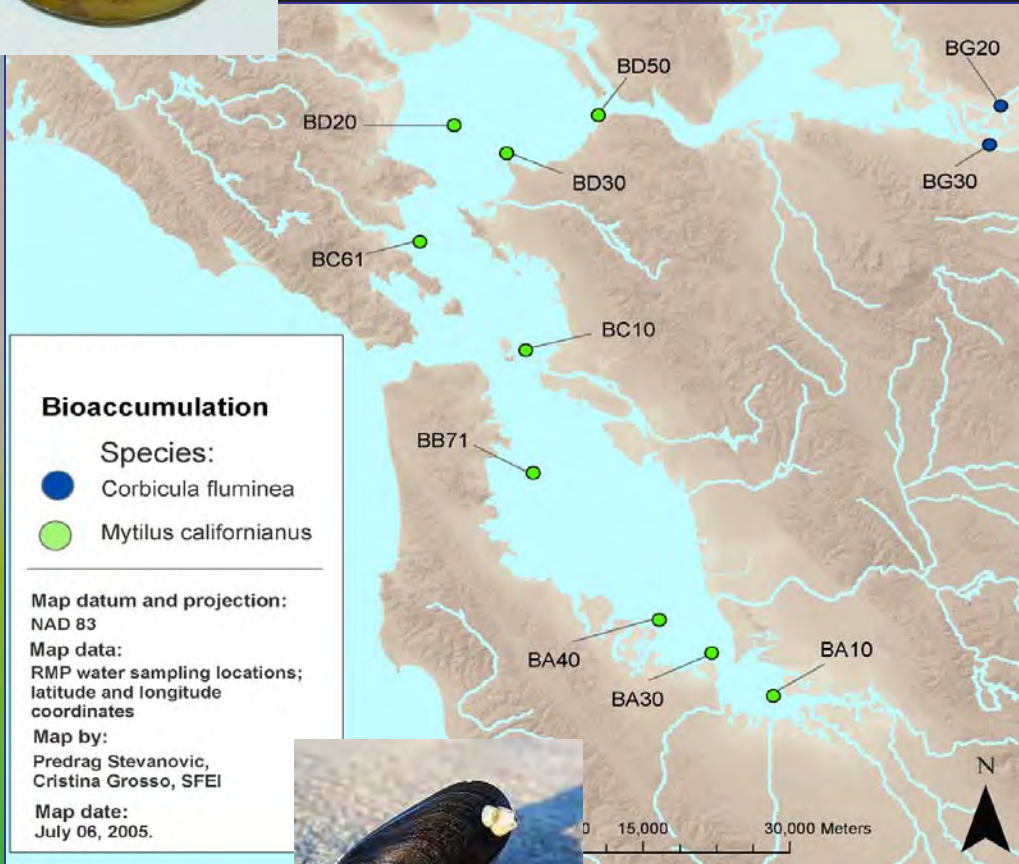 BG20
BD50
BD20
BD30
BG30
BC61
BC10
BB71
BA40
BA30
BA10
Bioaccumulation
Species:
Corbicula fluminea
Mytilus californianus
Map datum and projection:
NAD 83
Map data:
RMP water sampling locations;
latitude and longitude
coordinates
Map by:
Predrag Stevanovic,
Cristina Grosso, SFEI
Map date:
July 06, 2005.
0 15,000 30,000 Meters
N